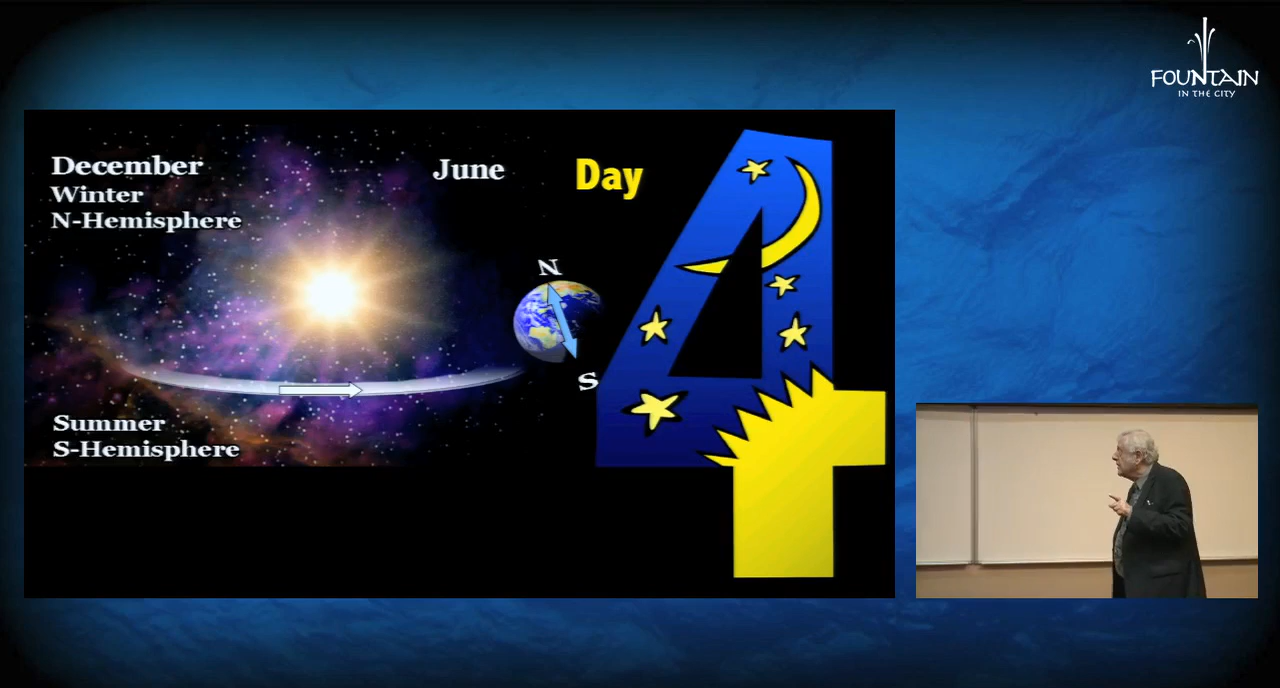 FOUNTAIN
IN THE CITY
December
Winter
N-Hemisphere
June
Day
4
N
S
Summer
S-Hemisphere